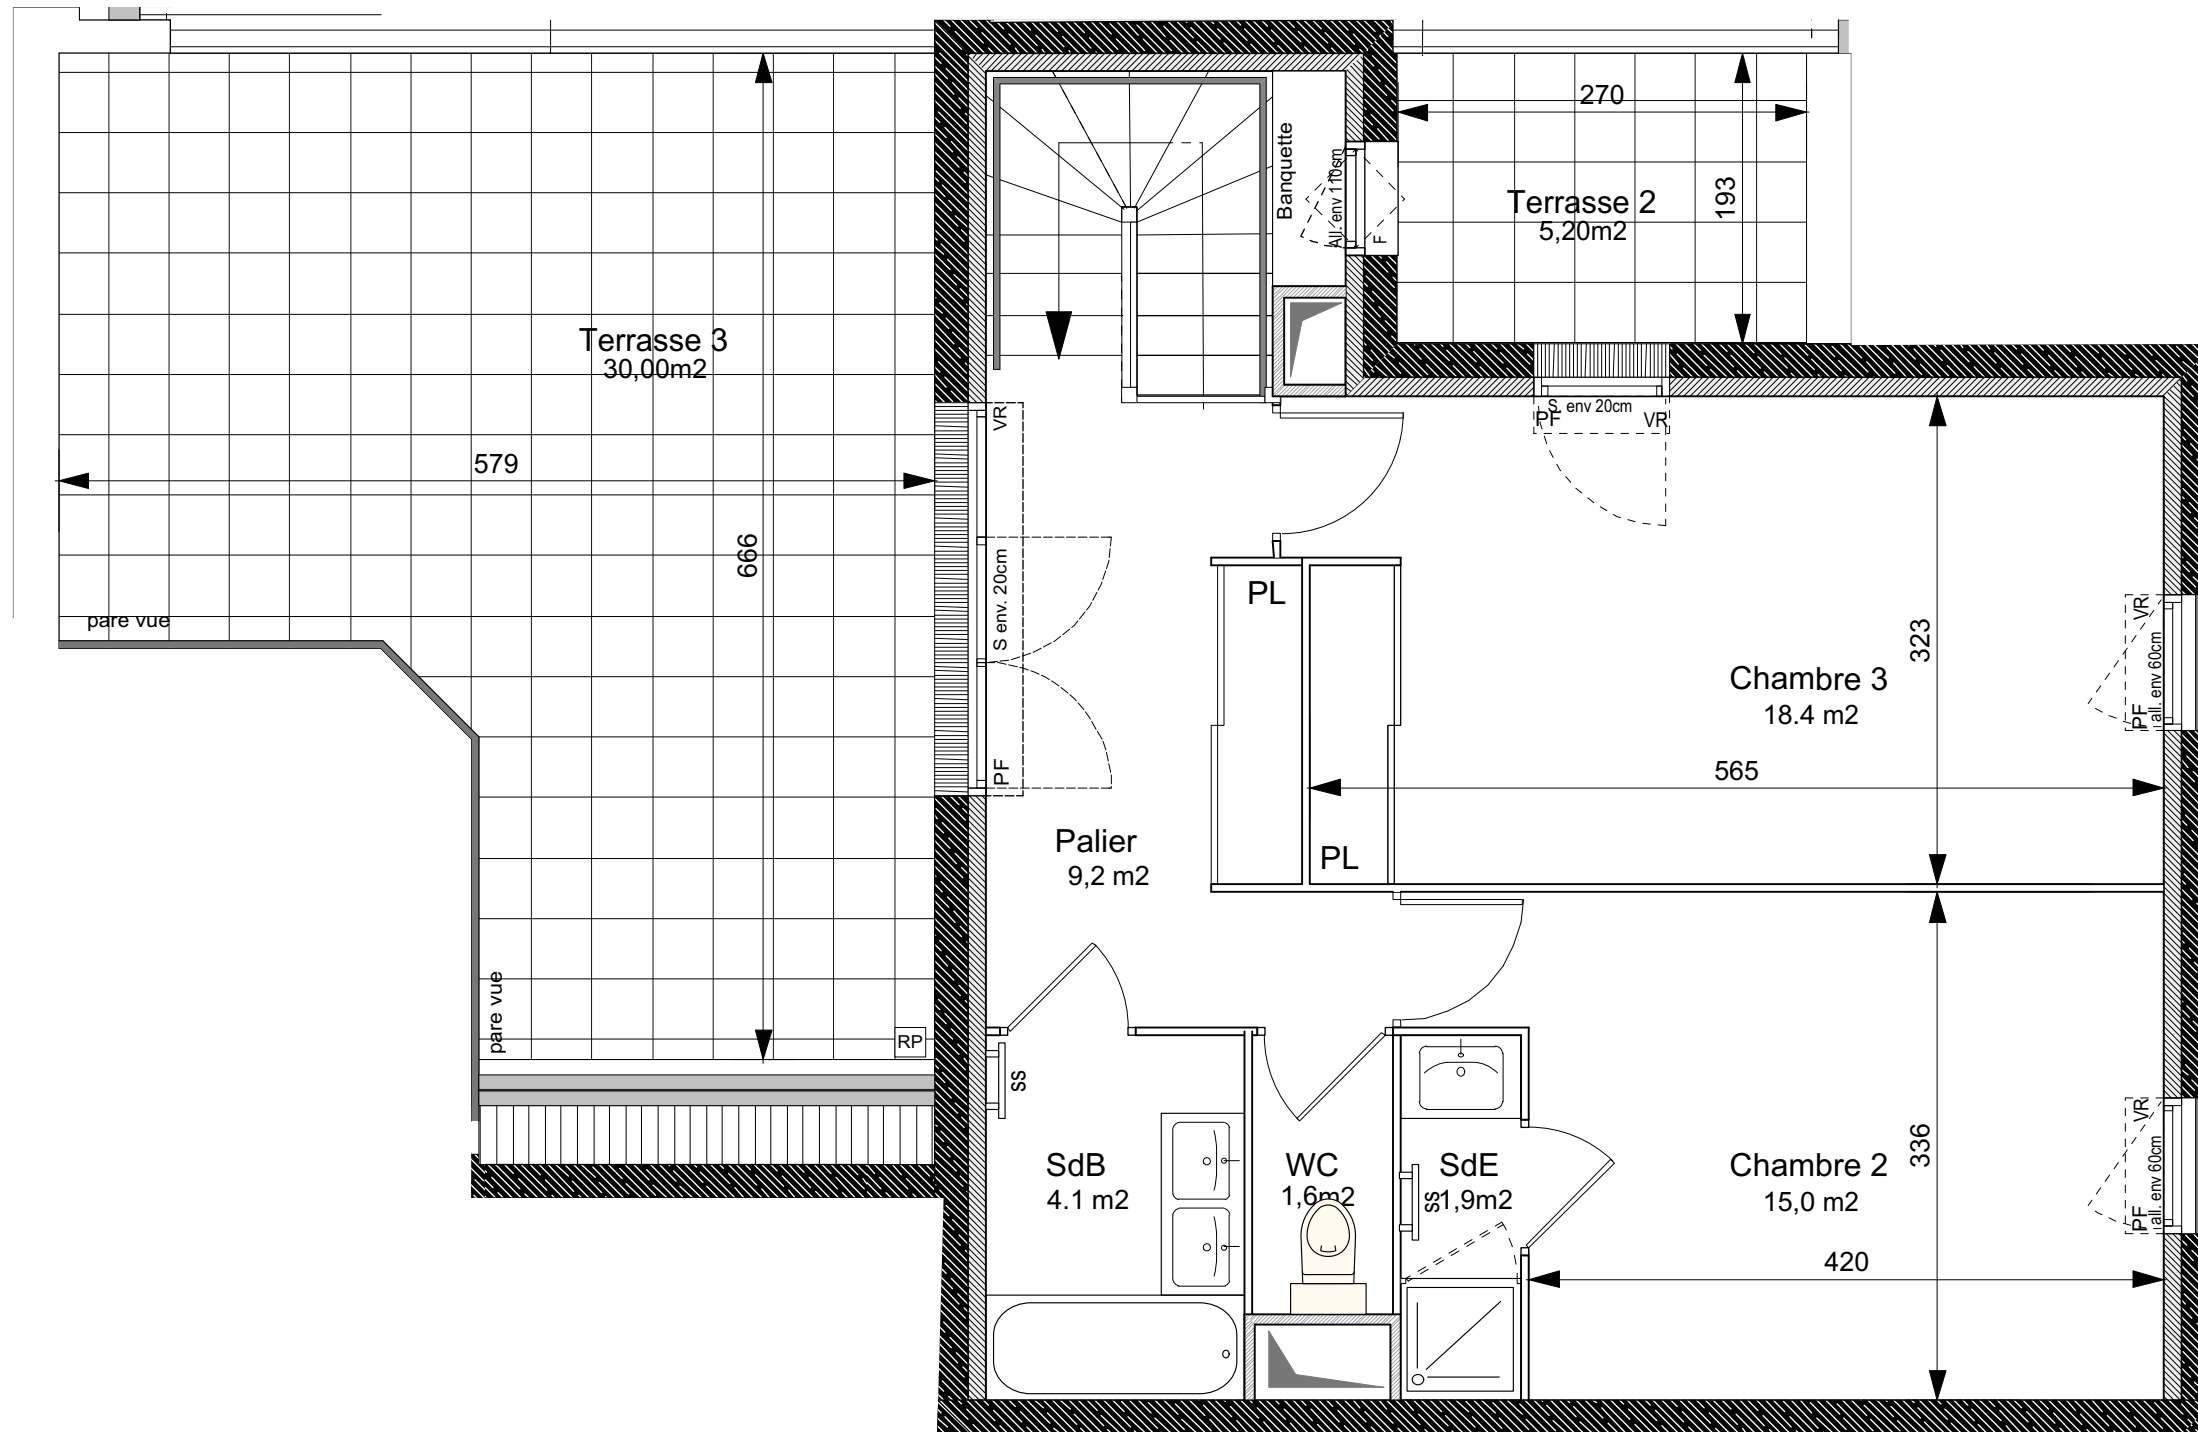 270
Banquette
All. env 110cm
F
Terrasse 2
5,20m2
193
Terrasse 3
30,00m2
VR
S env 20cm
PF
VR
579
666
S env. 20cm
PF
PL
pare vue
VR
all. env 60cm
PF
323
Chambre 3
18.4 m2
565
Palier
9,2 m2
PL
pare vue
RP
ss
SdB
4.1 m2
WC
1,6m2
SdE
1,9m2
ss
Chambre 2
15,0 m2
336
VR
all. env 60cm
PF
420